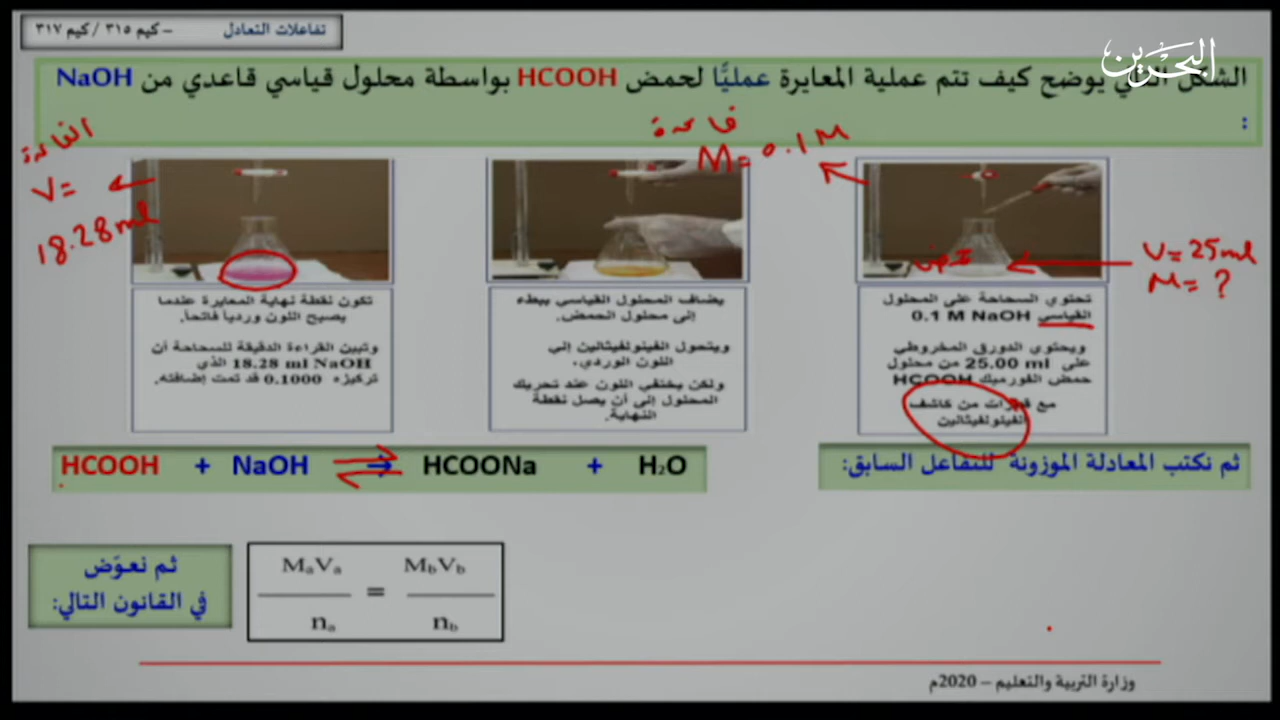 تفاعلات التعادل – كيم ٣١٥ / كيم ٣١٧
البحرين
الشكل التالي يوضح كيف تتم عملية المعايرة عمليًّا لحمض HCOOH بواسطة محلول قياسي قاعدي من NaOH
:
قاعدة
M = 0.1 M
V = 25 ml
M = ?
حمض
القاعدة
V =
18.28 ml
تحتوي السحاحة على المحلول
القياسي 0.1 M NaOH
ويحتوي الدورق المخروطي
على 25.00 ml من محلول
حمض الفورميك HCOOH
مع قطرات من كاشف
الفينولفيثالين
يضاف المحلول القياسي ببطء
إلى محلول الحمض.
ويتحول الفينولفيثالين إلى
اللون الوردي.
ولكن يختفي اللون عند تحريك
المحلول إلى أن يصل نقطة
النهاية.
تكون نقطة نهاية المعايرة عندما
يصبح اللون وردياً فاتحاً.
وتبين القراءة الدقيقة للسحاحة أن
18.28 ml NaOH الذي
تركيزه 0.1000 قد تمت إضافته.
ثم نكتب المعادلة الموزونة للتفاعل السابق:
HCOOH + NaOH → HCOONa + H₂O
ثم نعوّض
في القانون التالي:
MₐVₐ / nₐ = M_bV_b / n_b
وزارة التربية والتعليم – 2020م